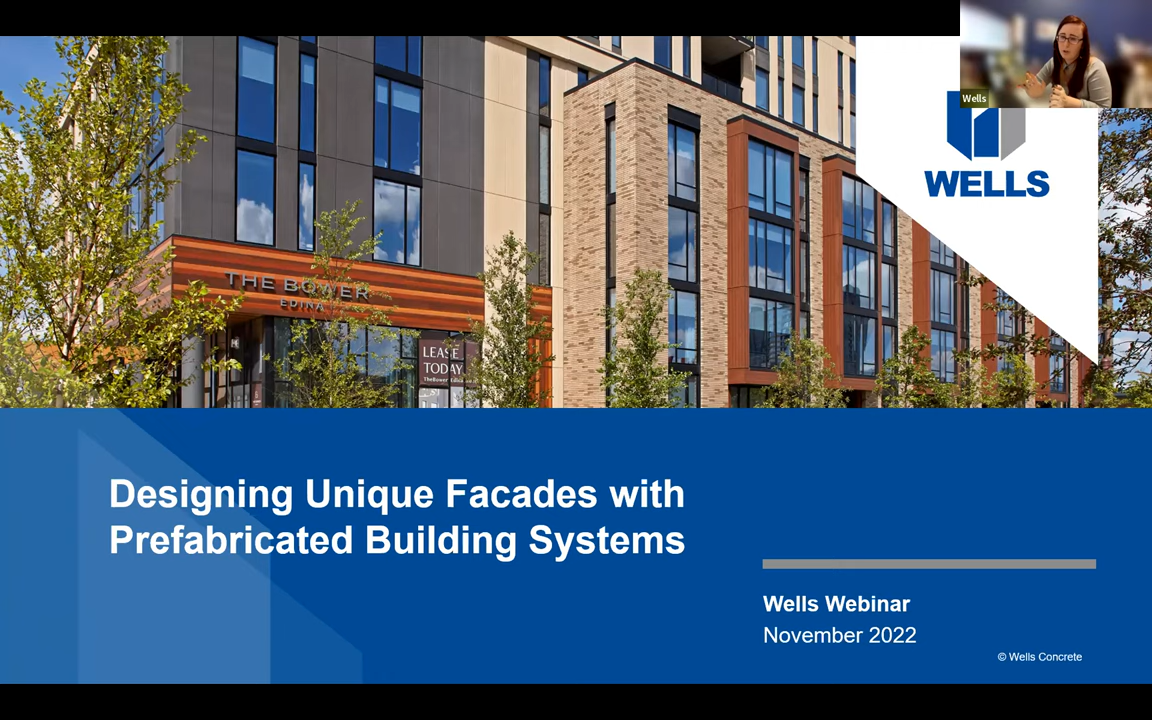 Wells
WELLS
THE BOWER
EDINA
LEASE
TODAY
Designing Unique Facades with
Prefabricated Building Systems
Wells Webinar
November 2022
© Wells Concrete